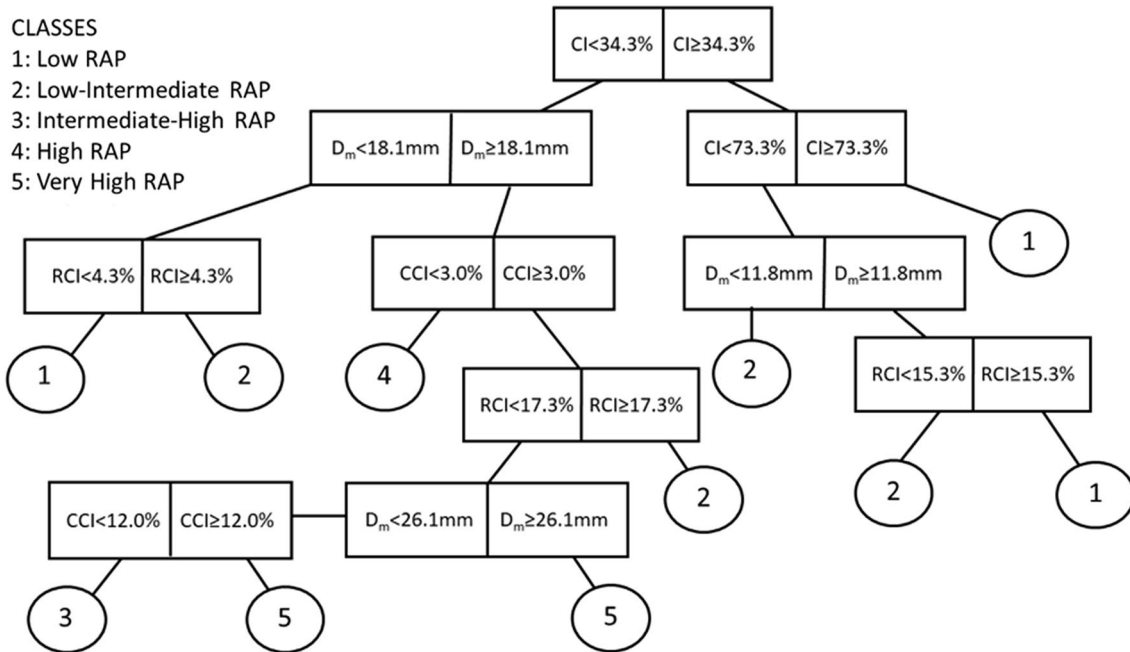 CLASSES
1: Low RAP
2: Low-Intermediate RAP
3: Intermediate-High RAP
4: High RAP
5: Very High RAP
CI<34.3% CI≥34.3%
Dm<18.1mm Dm≥18.1mm
CI<73.3% CI≥73.3%
1
RCI<4.3% RCI≥4.3%
CCI<3.0% CCI≥3.0%
Dm<11.8mm Dm≥11.8mm
1
2
4
2
RCI<15.3% RCI≥15.3%
RCI<17.3% RCI≥17.3%
2
2
1
CCI<12.0% CCI≥12.0%
Dm<26.1mm Dm≥26.1mm
3
5
5